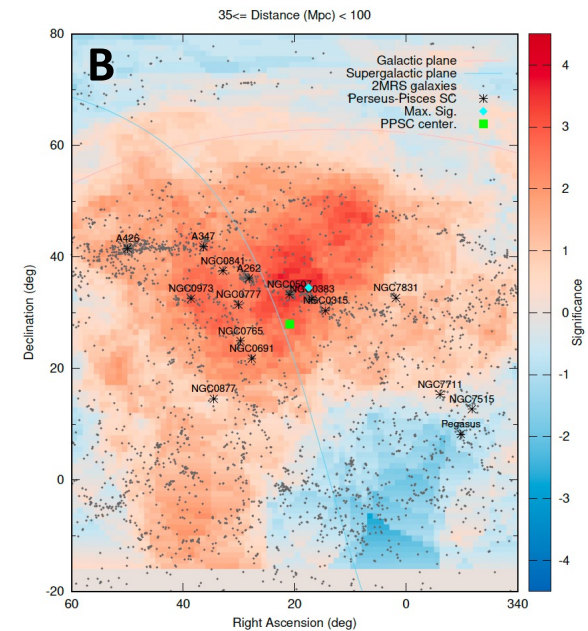 35<= Distance (Mpc) < 100
B
Galactic plane
Supergalactic plane
2MRS galaxies
Perseus-Pisces SC
Max. Sig.
PPSC center.
80
60
40
20
0
-20
Declination (deg)
A426
A347
NGC0841
A262
NGC0973
NGC0777
NGC0507
NGC0383
NGC0315
NGC7831
NGC0765
NGC0691
NGC0877
NGC7711
NGC7515
Pegasus
60 40 20 0 340
Right Ascension (deg)
4
3
2
1
0
-1
-2
-3
-4
Significance